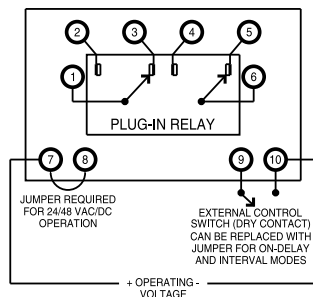 2 3 4 5
1 6
PLUG-IN RELAY
7 8 9 10
JUMPER REQUIRED
FOR 24/48 VAC/DC
OPERATION
EXTERNAL CONTROL
SWITCH (DRY CONTACT)
CAN BE REPLACED WITH
JUMPER FOR ON-DELAY
AND INTERVAL MODES
+ OPERATING -
VOLTAGE